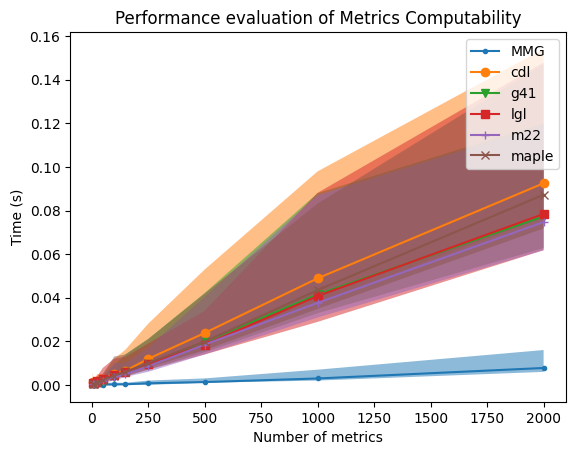 Performance evaluation of Metrics Computability
0.16
0.14
0.12
0.10
0.08
0.06
0.04
0.02
0.00
Time (s)
MMG
cdl
g41
lgl
m22
maple
0 250 500 750 1000 1250 1500 1750 2000
Number of metrics